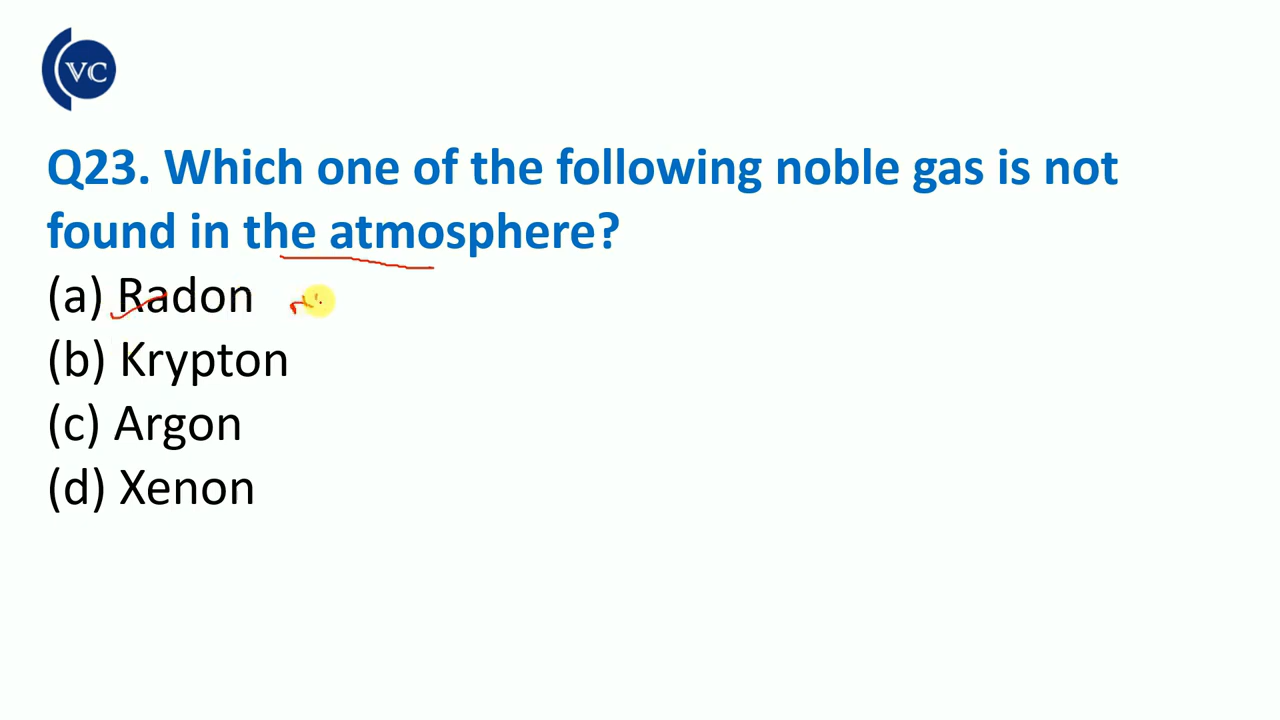 VC
Q23. Which one of the following noble gas is not
found in the atmosphere?
(a) Radon
(b) Krypton
(c) Argon
(d) Xenon